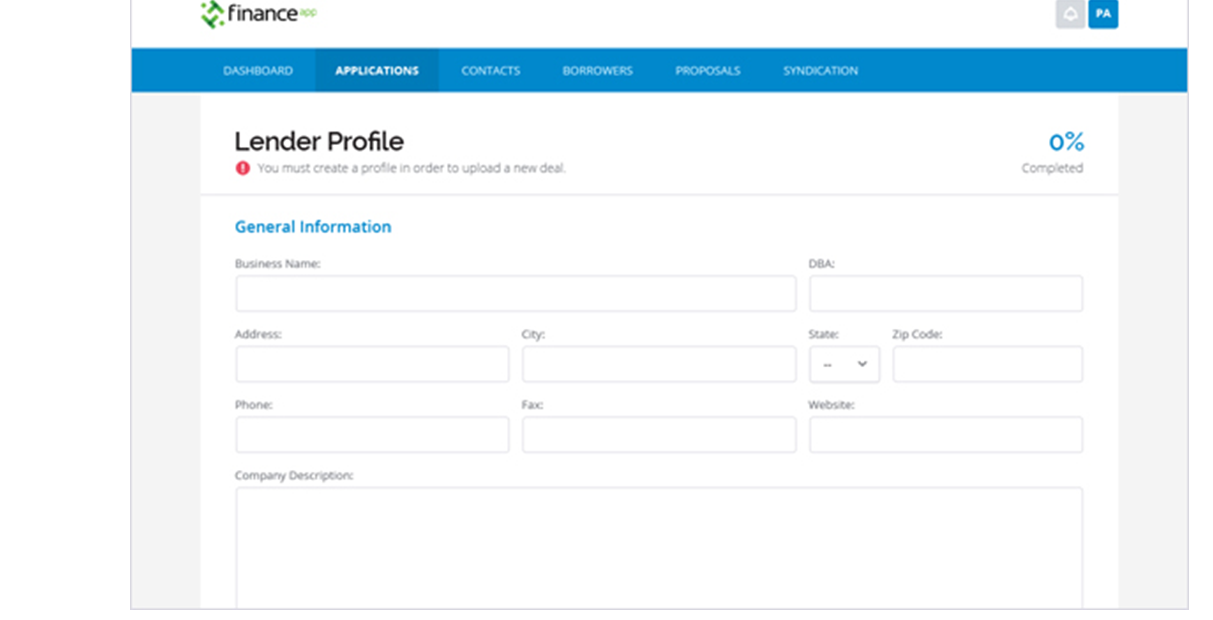 financeapp
PA
DASHBOARD APPLICATIONS CONTACTS BORROWERS PROPOSALS SYNDICATION
Lender Profile 0%
You must create a profile in order to upload a new deal. Completed
General Information
Business Name: DBA:
Address: City: State: Zip Code:
--
Phone: Fax: Website:
Company Description: